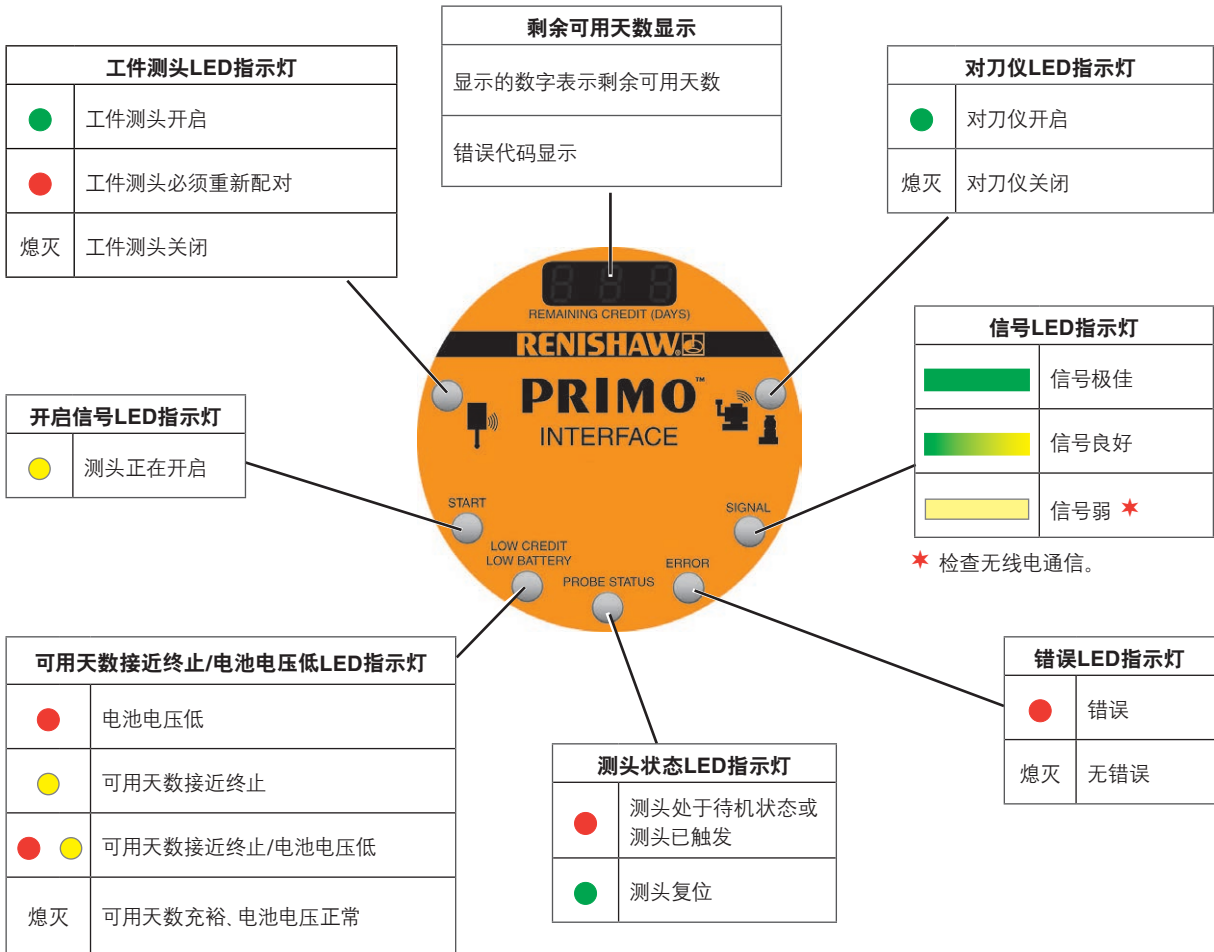 剩余可用天数显示
显示的数字表示剩余可用天数
错误代码显示
工件测头LED指示灯
工件测头开启
工件测头必须重新配对
熄灭 工件测头关闭
对刀仪LED指示灯
对刀仪开启
熄灭 对刀仪关闭
REMAINING CREDIT (DAYS)
RENISHAW
PRIMO™
INTERFACE
START
LOW CREDIT
LOW BATTERY
PROBE STATUS
ERROR
SIGNAL
开启信号LED指示灯
测头正在开启
信号LED指示灯
信号极佳
信号良好
信号弱 ✶
✶ 检查无线电通信。
可用天数接近终止/电池电压低LED指示灯
电池电压低
可用天数接近终止
可用天数接近终止/电池电压低
熄灭 可用天数充裕、电池电压正常
测头状态LED指示灯
测头处于待机状态或
测头已触发
测头复位
错误LED指示灯
错误
熄灭 无错误